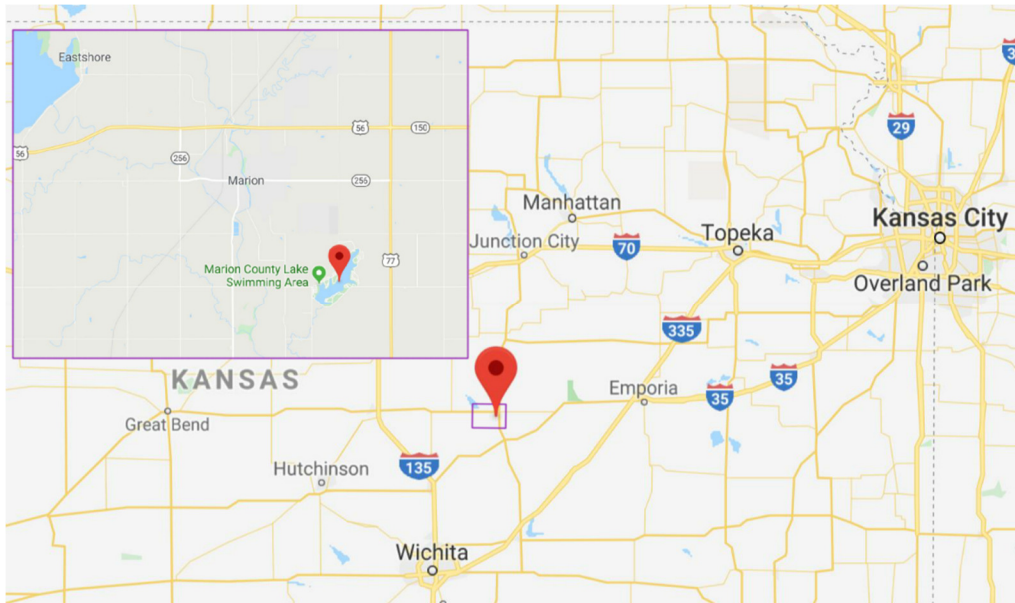 Eastshore
56
150
56
256
Marion
256
77
Marion County Lake
Swimming Area
29
Manhattan
Kansas City
Topeka
Junction City
70
Overland Park
335
KANSAS
35
Emporia
35
Great Bend
135
Hutchinson
Wichita